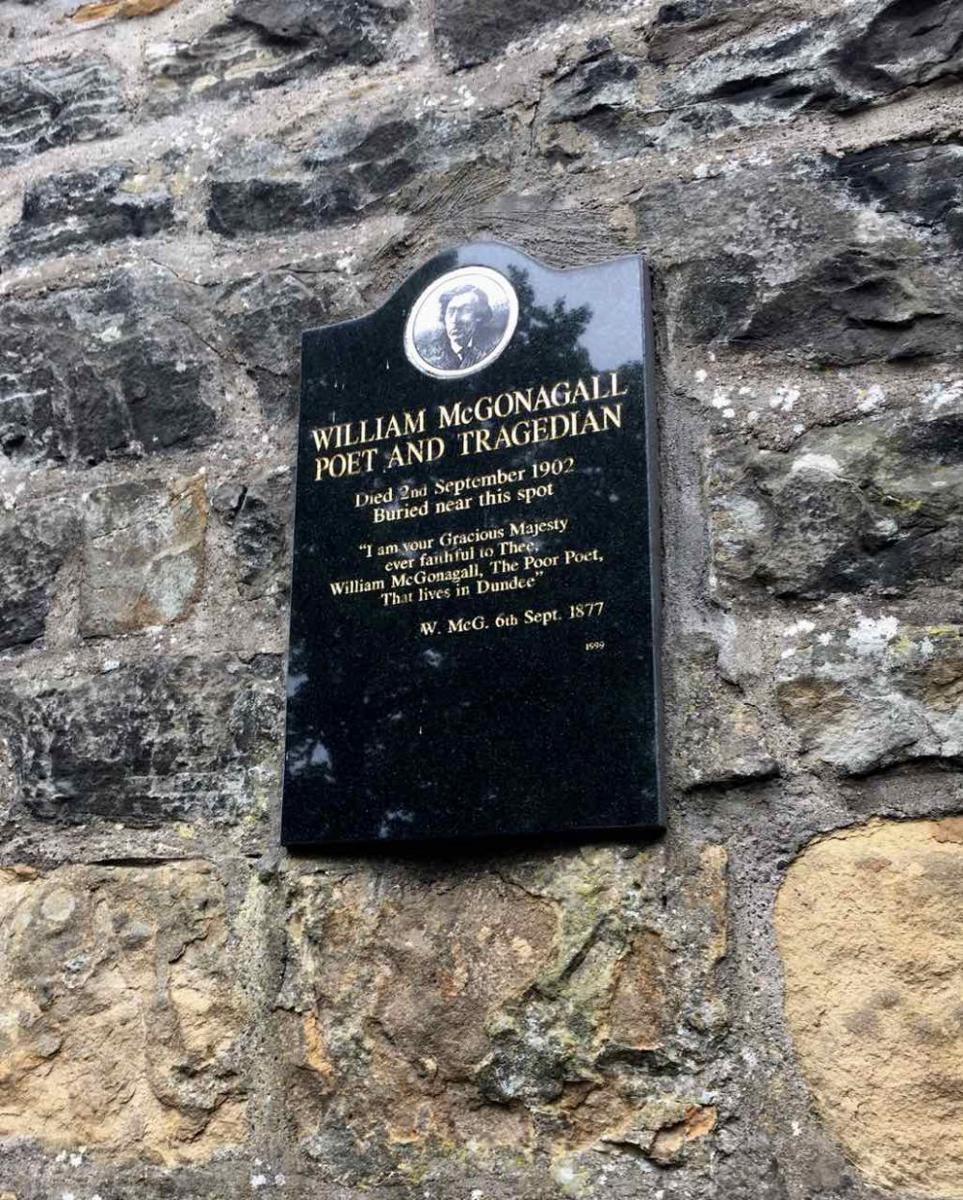 WILLIAM McGONAGALL
POET AND TRAGEDIAN
Died 2nd September 1902
Buried near this spot
"I am your Gracious Majesty
ever faithful to Thee,
William McGonagall, The Poor Poet,
That lives in Dundee"
W. McG. 6th Sept. 1877
1999